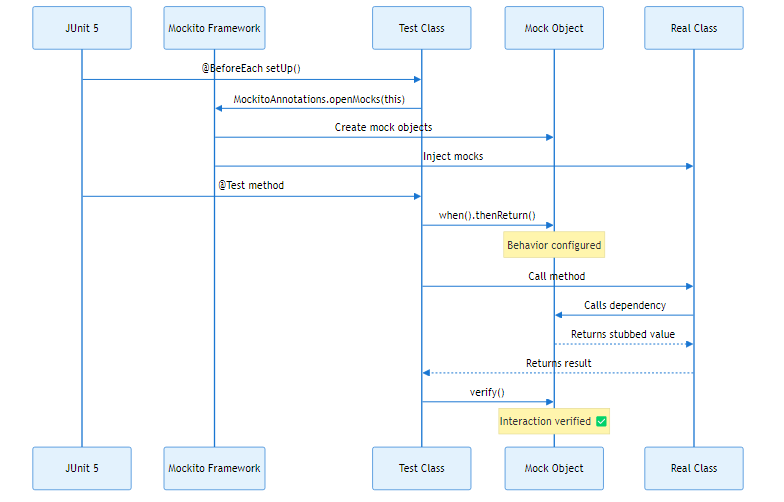 JUnit 5
Mockito Framework
Test Class
Mock Object
Real Class
@BeforeEach setUp()
MockitoAnnotations.openMocks(this)
Create mock objects
Inject mocks
@Test method
when().thenReturn()
Behavior configured
Call method
Calls dependency
Returns stubbed value
Returns result
verify()
Interaction verified ✅
JUnit 5
Mockito Framework
Test Class
Mock Object
Real Class